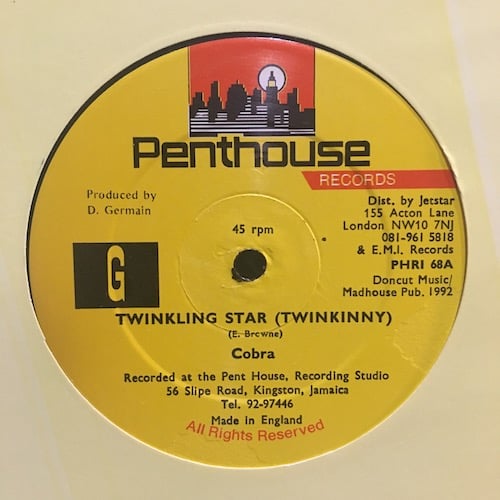 Penthouse
RECORDS
Produced by
D. Germain
45 rpm
Dist. by Jetstar
155 Acton Lane
London NW10 7NJ
081-961 5818
& E.M.I. Records
PHRI 68A
Doncut Music/
Madhouse Pub. 1992
G
TWINKLING STAR (TWINKINNY)
(E. Browne)
Cobra
Recorded at the Pent House, Recording Studio
56 Slipe Road, Kingston, Jamaica
Tel. 92-97446
Made in England
All Rights Reserved